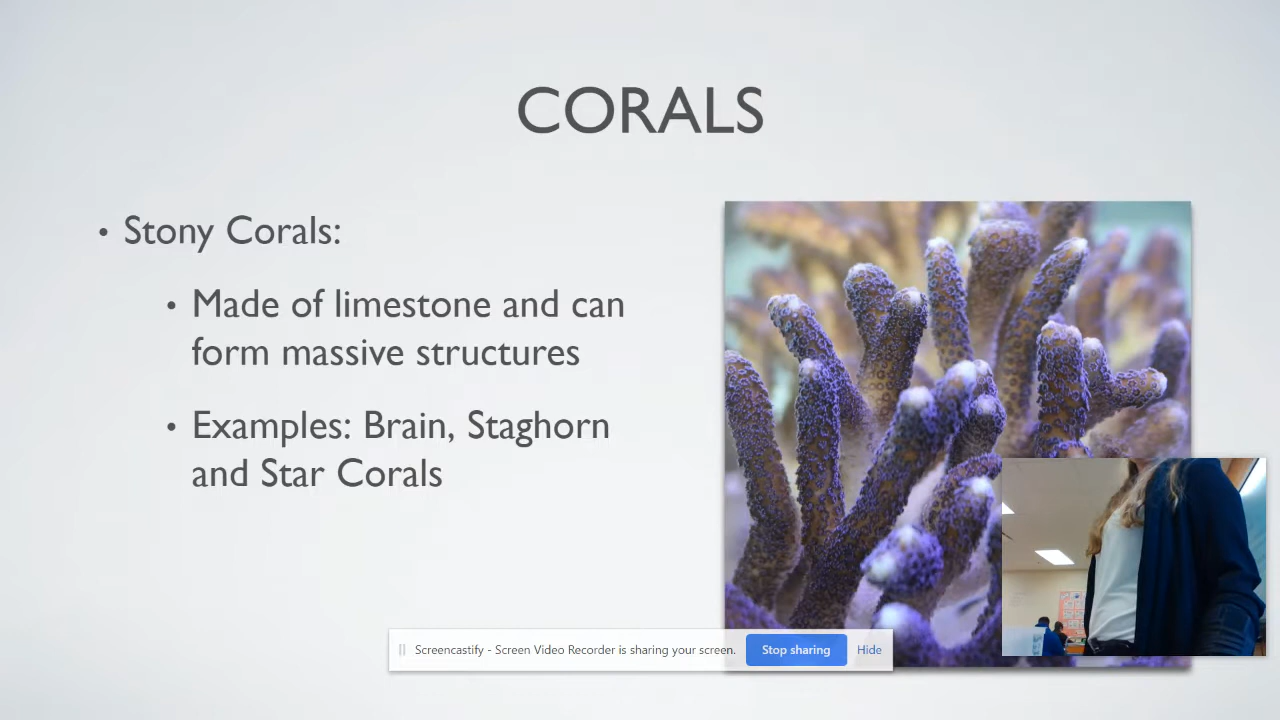 CORALS
• Stony Corals:
• Made of limestone and can
form massive structures
• Examples: Brain, Staghorn
and Star Corals
Screencastify - Screen Video Recorder is sharing your screen. Stop sharing Hide